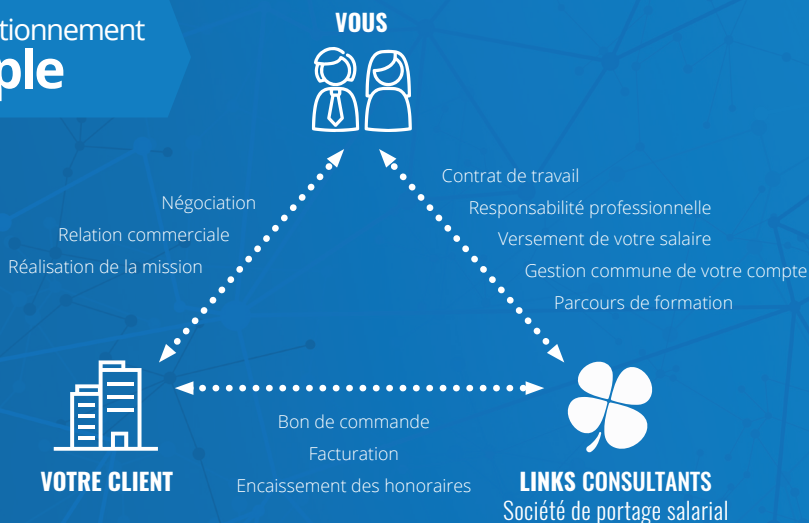 tionnement
ple
VOUS
Négociation
Relation commerciale
Réalisation de la mission
Contrat de travail
Responsabilité professionnelle
Versement de votre salaire
Gestion commune de votre compte
Parcours de formation
Bon de commande
Facturation
Encaissement des honoraires
VOTRE CLIENT
LINKS CONSULTANTS
Société de portage salarial